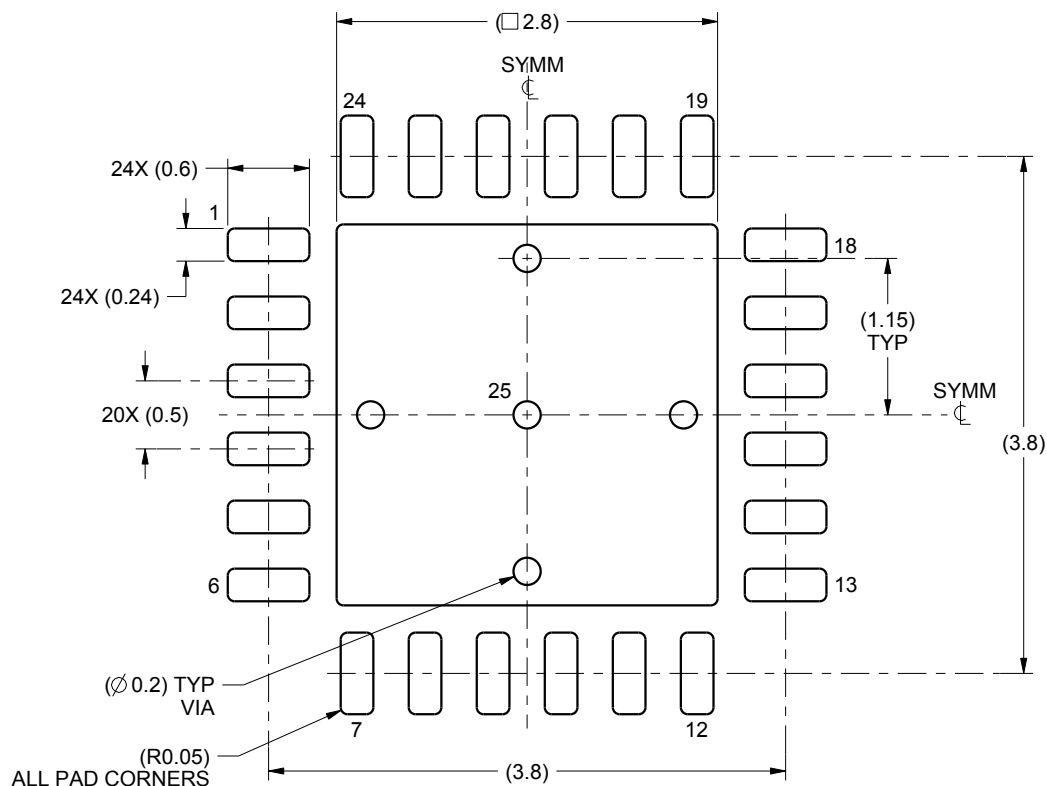 (□ 2.8)
SYMM
℄
24
19
24X (0.6)
1
18
24X (0.24)
(1.15)
TYP
25
SYMM
℄
20X (0.5)
(3.8)
6
13
(∅ 0.2) TYP
VIA
7
12
(R0.05)
ALL PAD CORNERS
(3.8)